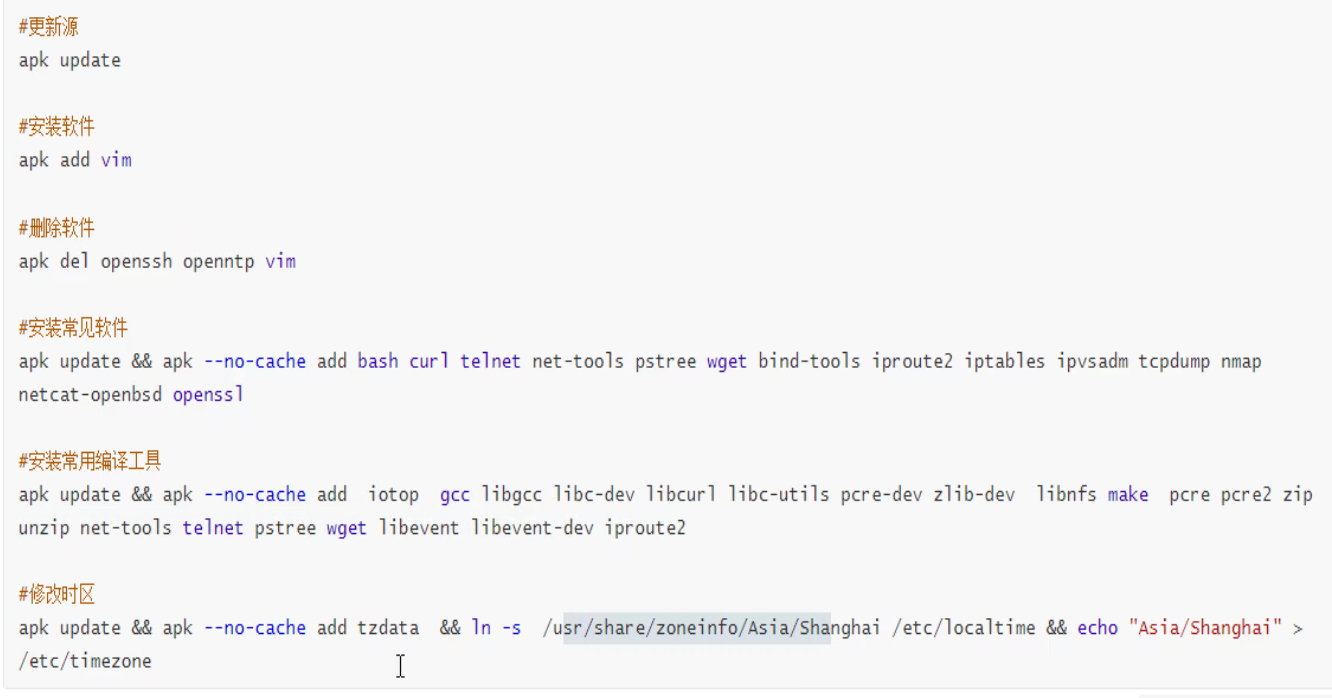 #更新源
apk update
#安装软件
apk add vim
#删除软件
apk del openssh openntp vim
#安装常见软件
apk update && apk --no-cache add bash curl telnet net-tools pstree wget bind-tools iproute2 iptables ipvsadm tcpdump nmap
netcat-openbsd openssl
#安装常用编译工具
apk update && apk --no-cache add  iotop  gcc libgcc libc-dev libcurl libc-utils pcre-dev zlib-dev  libnfs make  pcre pcre2 zip
unzip net-tools telnet pstree wget libevent libevent-dev iproute2
#修改时区
apk update && apk --no-cache add tzdata  && ln -s  /usr/share/zoneinfo/Asia/Shanghai /etc/localtime && echo "Asia/Shanghai" >
/etc/timezone